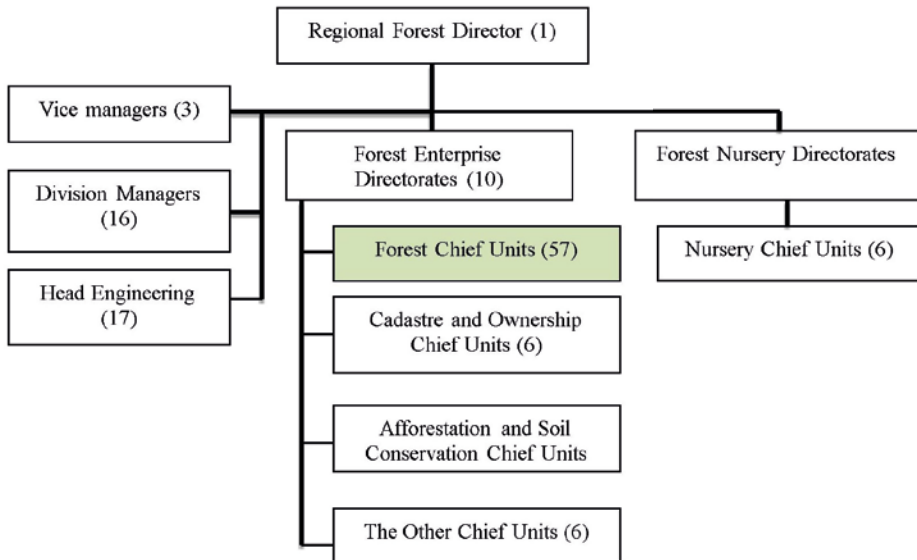 Regional Forest Director (1)
Vice managers (3)
Forest Enterprise
Directorates (10)
Forest Nursery Directorates
Division Managers
(16)
Forest Chief Units (57)
Nursery Chief Units (6)
Head Engineering
(17)
Cadastre and Ownership
Chief Units (6)
Afforestation and Soil
Conservation Chief Units
The Other Chief Units (6)